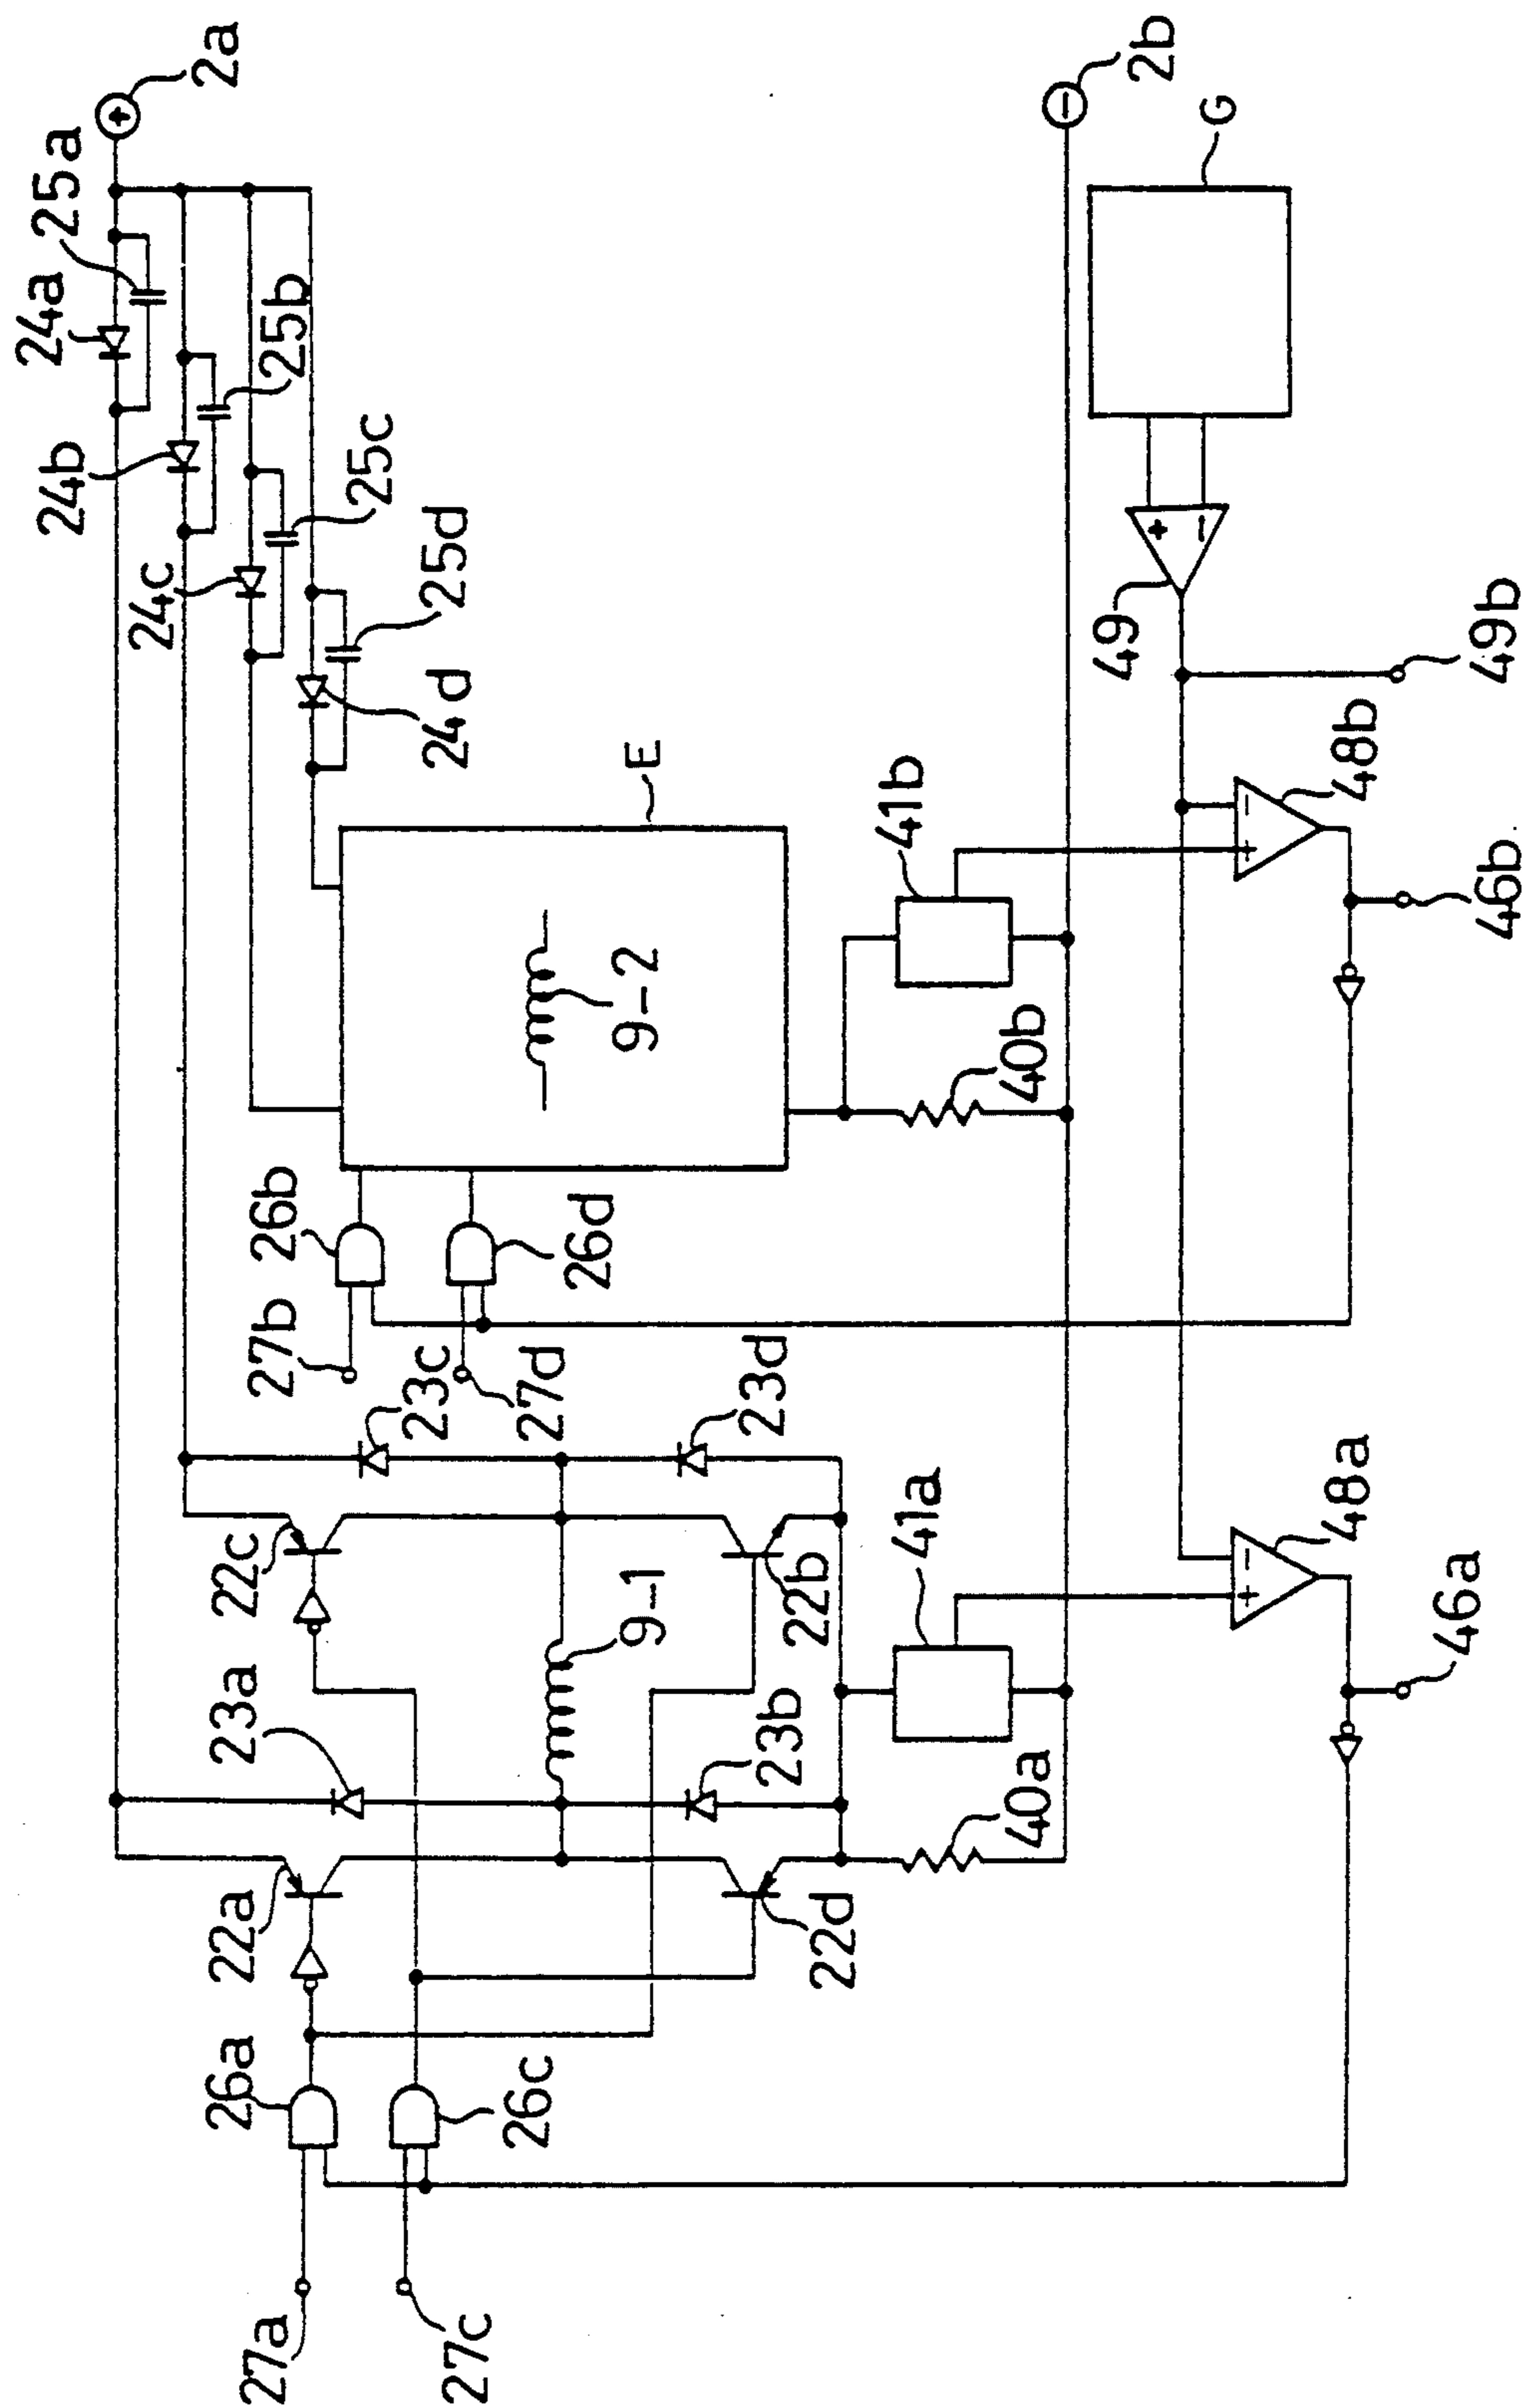 2a
+
25a
24a
25b
24b
25c
24c
25d
24d
E
9-2
26b
27b
26d
27d
23c
23d
22c
22b
9-1
23a
23b
22a
22d
26a
26c
27a
27c
41b
40b
41a
40a
2b
−
G
49
+
−
49b
48b
−
+
46b
48a
−
+
46a